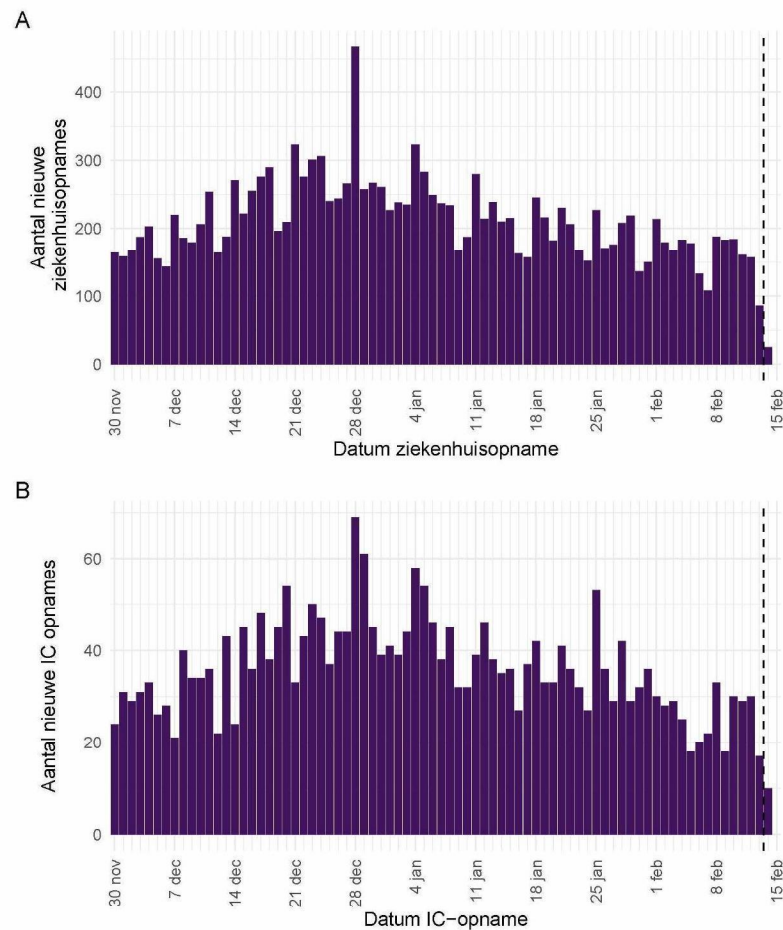 A
Aantal nieuwe
ziekenhuisopnames
400
300
200
100
0
30 nov
7 dec
14 dec
21 dec
28 dec
4 jan
11 jan
18 jan
25 jan
1 feb
8 feb
15 feb
Datum ziekenhuisopname
B
Aantal nieuwe IC opnames
60
40
20
0
30 nov
7 dec
14 dec
21 dec
28 dec
4 jan
11 jan
18 jan
25 jan
1 feb
8 feb
15 feb
Datum IC-opname